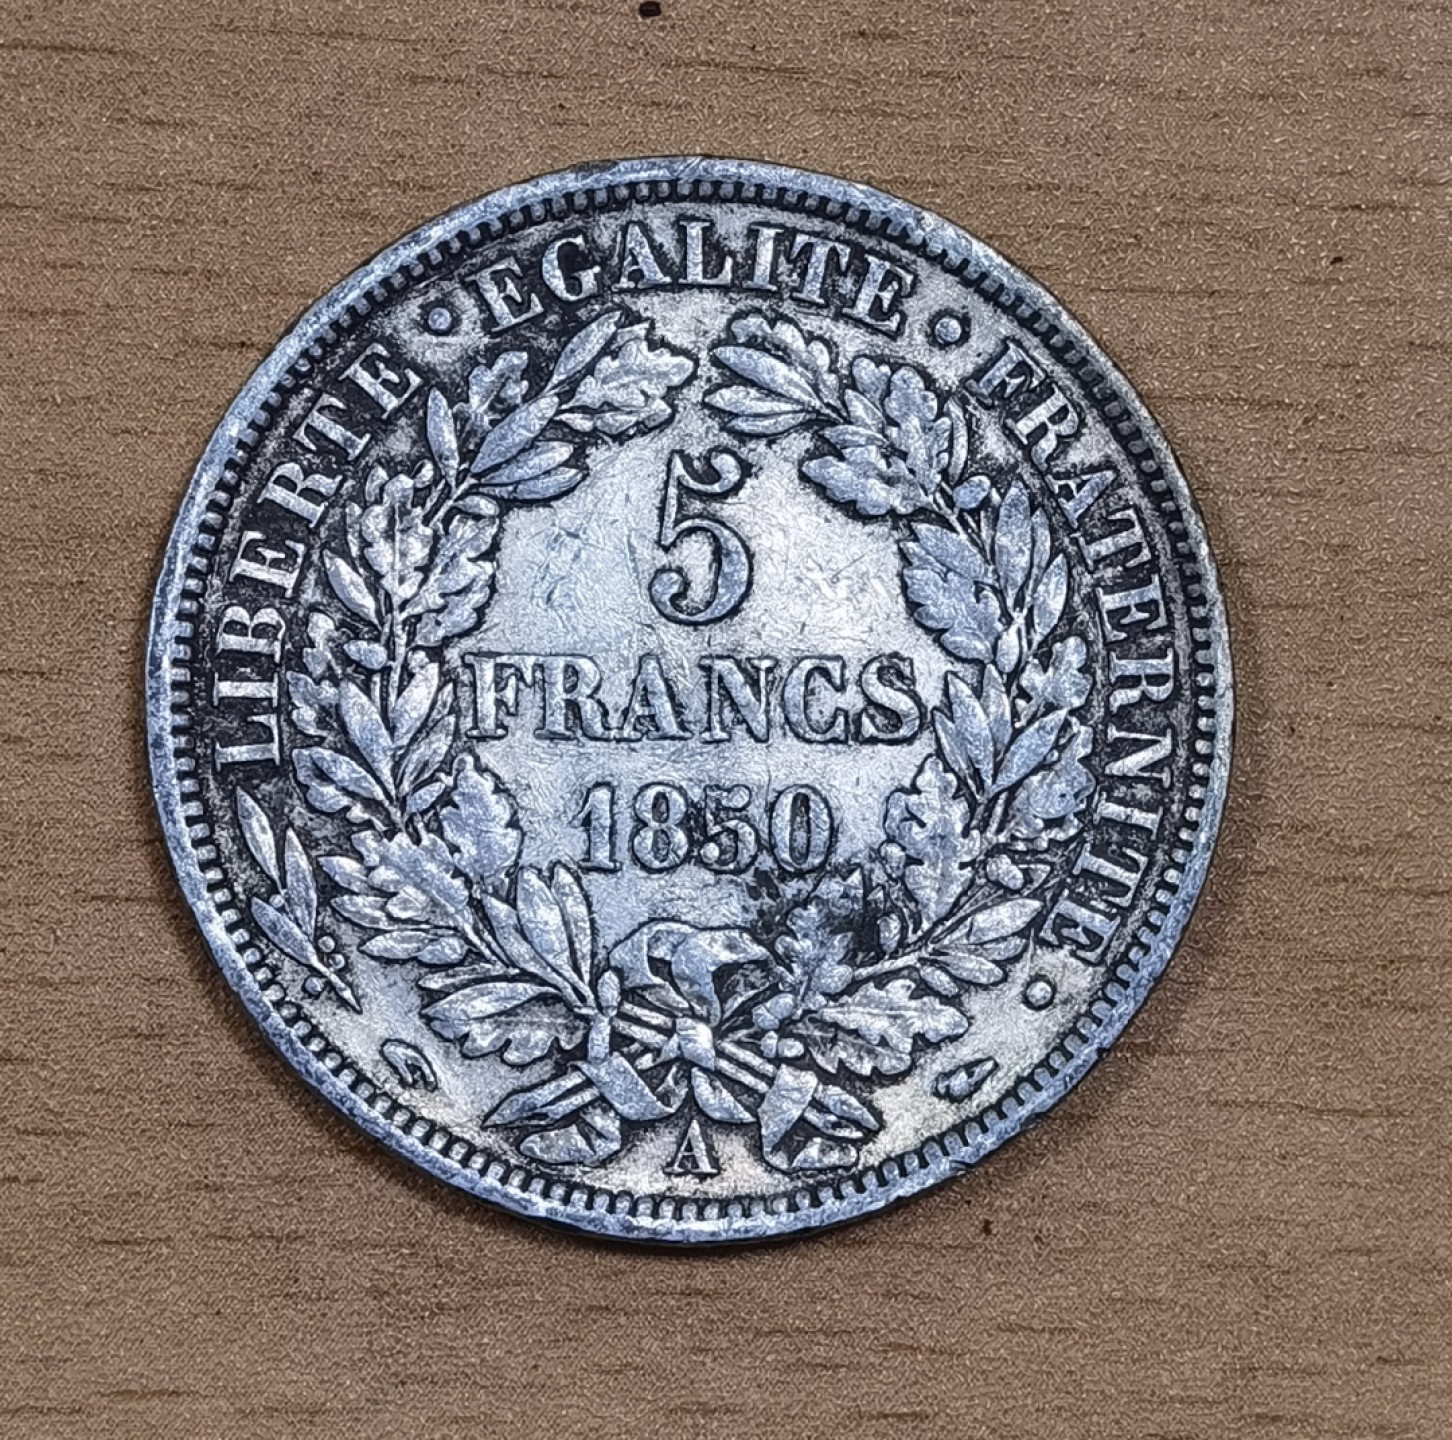 LIBERTE • EGALITE • FRATERNITE
5
FRANCS
1850
A